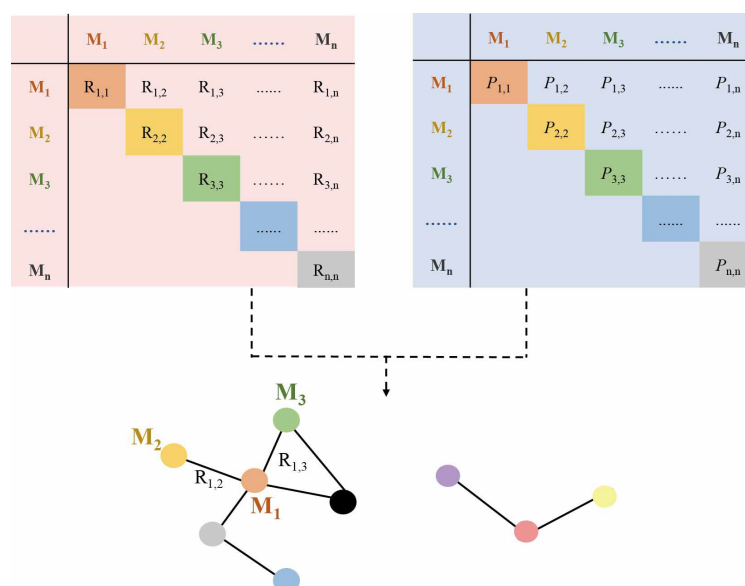 M₁ M₂ M₃ ...... Mₙ
M₁ R₁,₁ R₁,₂ R₁,₃ ...... R₁,ₙ
M₂ R₂,₂ R₂,₃ ...... R₂,ₙ
M₃ R₃,₃ ...... R₃,ₙ
...... ...... ......
Mₙ Rₙ,ₙ
M₁ M₂ M₃ ...... Mₙ
M₁ P₁,₁ P₁,₂ P₁,₃ ...... P₁,ₙ
M₂ P₂,₂ P₂,₃ ...... P₂,ₙ
M₃ P₃,₃ ...... P₃,ₙ
...... ...... ......
Mₙ Pₙ,ₙ
M₃
M₂
R₁,₃
R₁,₂
M₁